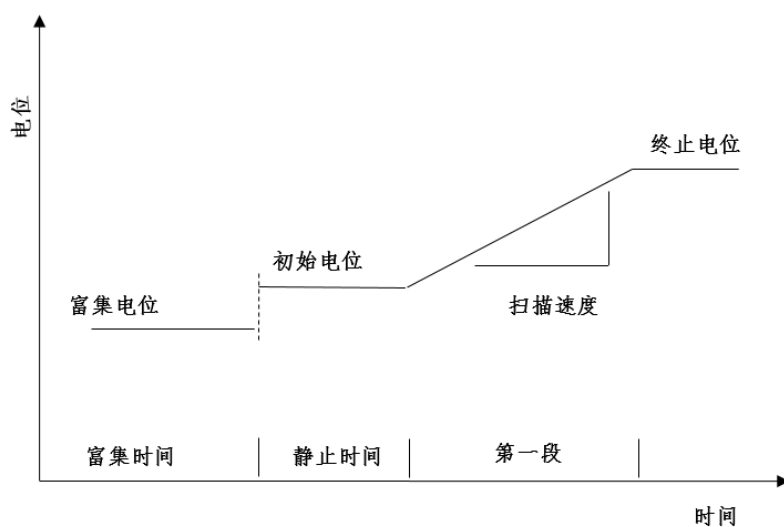 电位
终止电位
初始电位
富集电位
扫描速度
富集时间
静止时间
第一段
时间